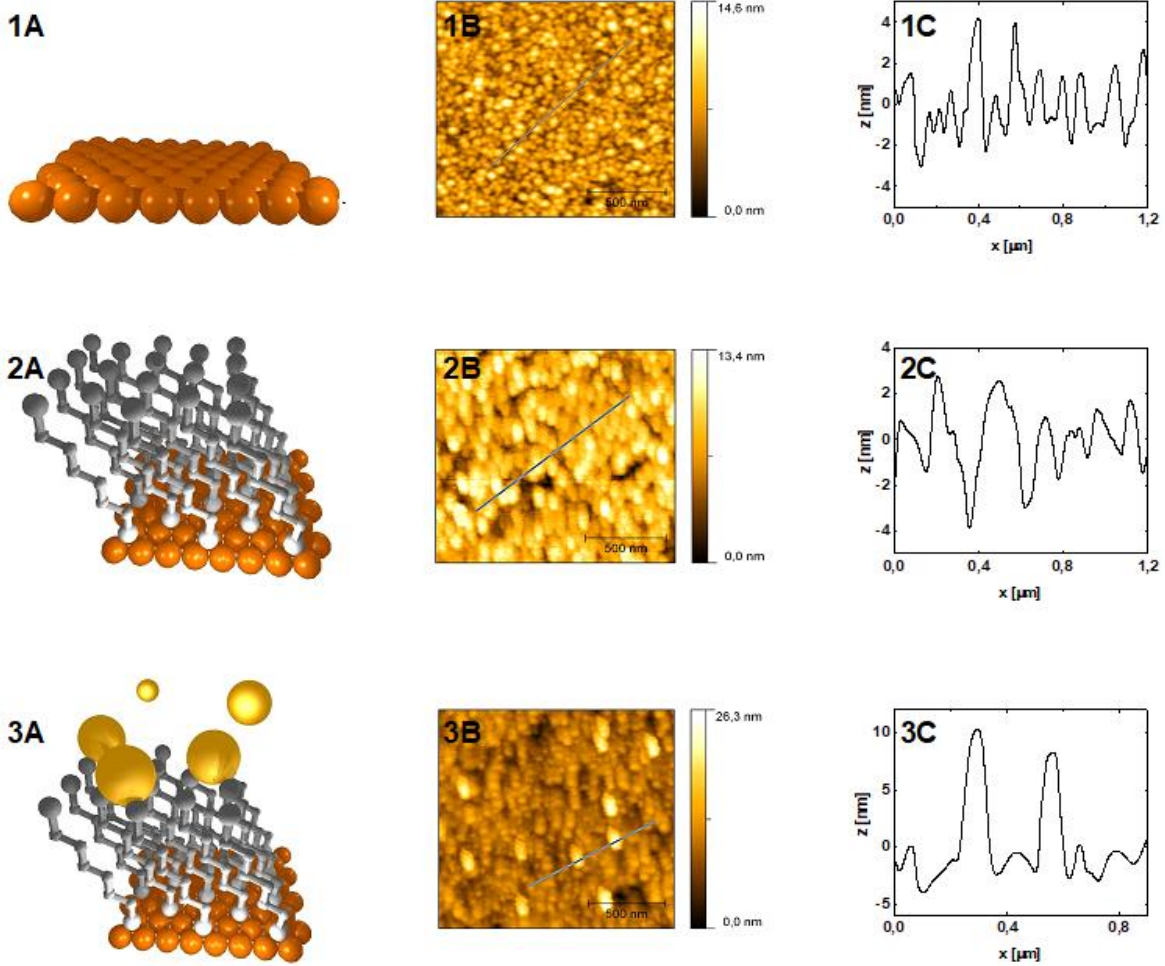 1A
1B
14,6 nm
500 nm
0,0 nm
1C
z [nm]
4
2
0
-2
-4
0,0
0,4
0,8
1,2
x [µm]
2A
2B
13,4 nm
500 nm
0,0 nm
2C
z [nm]
4
2
0
-2
-4
0,0
0,4
0,8
1,2
x [µm]
3A
3B
26,3 nm
500 nm
0,0 nm
3C
z [nm]
10
5
0
-5
0,0
0,4
0,8
x [µm]